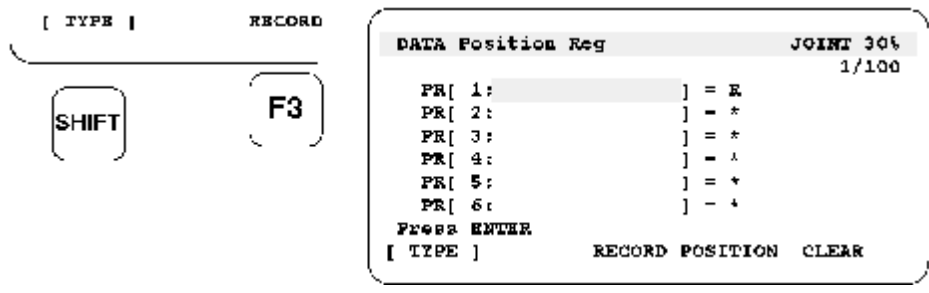 [ TYPE ] RECORD
SHIFT F3
DATA Position Reg JOINT 30%
1/100
PR[ 1: ] = R
PR[ 2: ] = *
PR[ 3: ] = *
PR[ 4: ] = *
PR[ 5: ] = *
PR[ 6: ] = *
Press ENTER
[ TYPE ] RECORD POSITION CLEAR